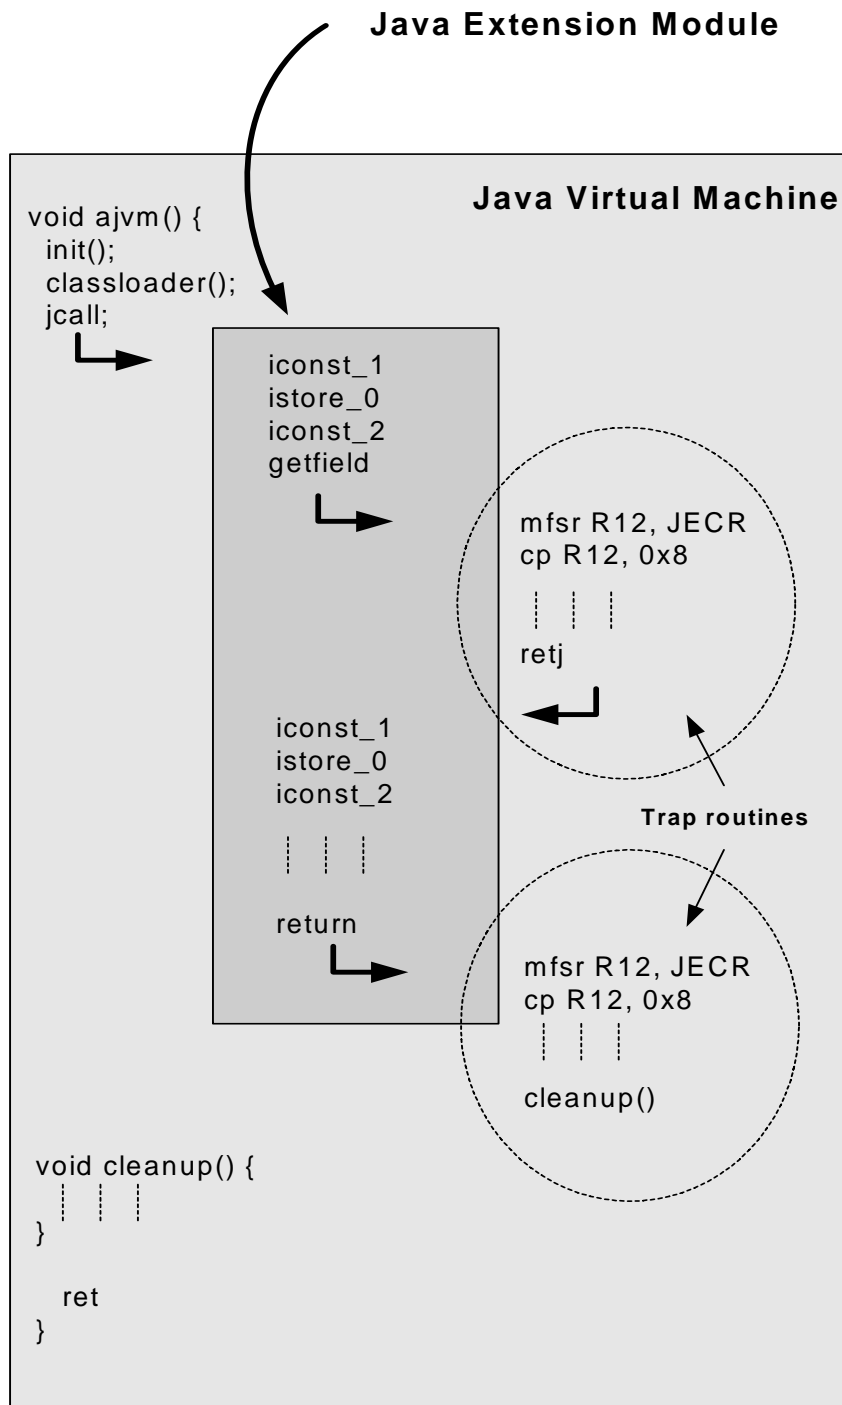 Java Extension Module
Java Virtual Machine
void ajvm() {
init();
classloader();
jcall;
iconst_1
istore_0
iconst_2
getfield
mfsr R12, JECR
cp R12, 0x8
retj
iconst_1
istore_0
iconst_2
Trap routines
return
mfsr R12, JECR
cp R12, 0x8
cleanup()
void cleanup() {
}
ret
}